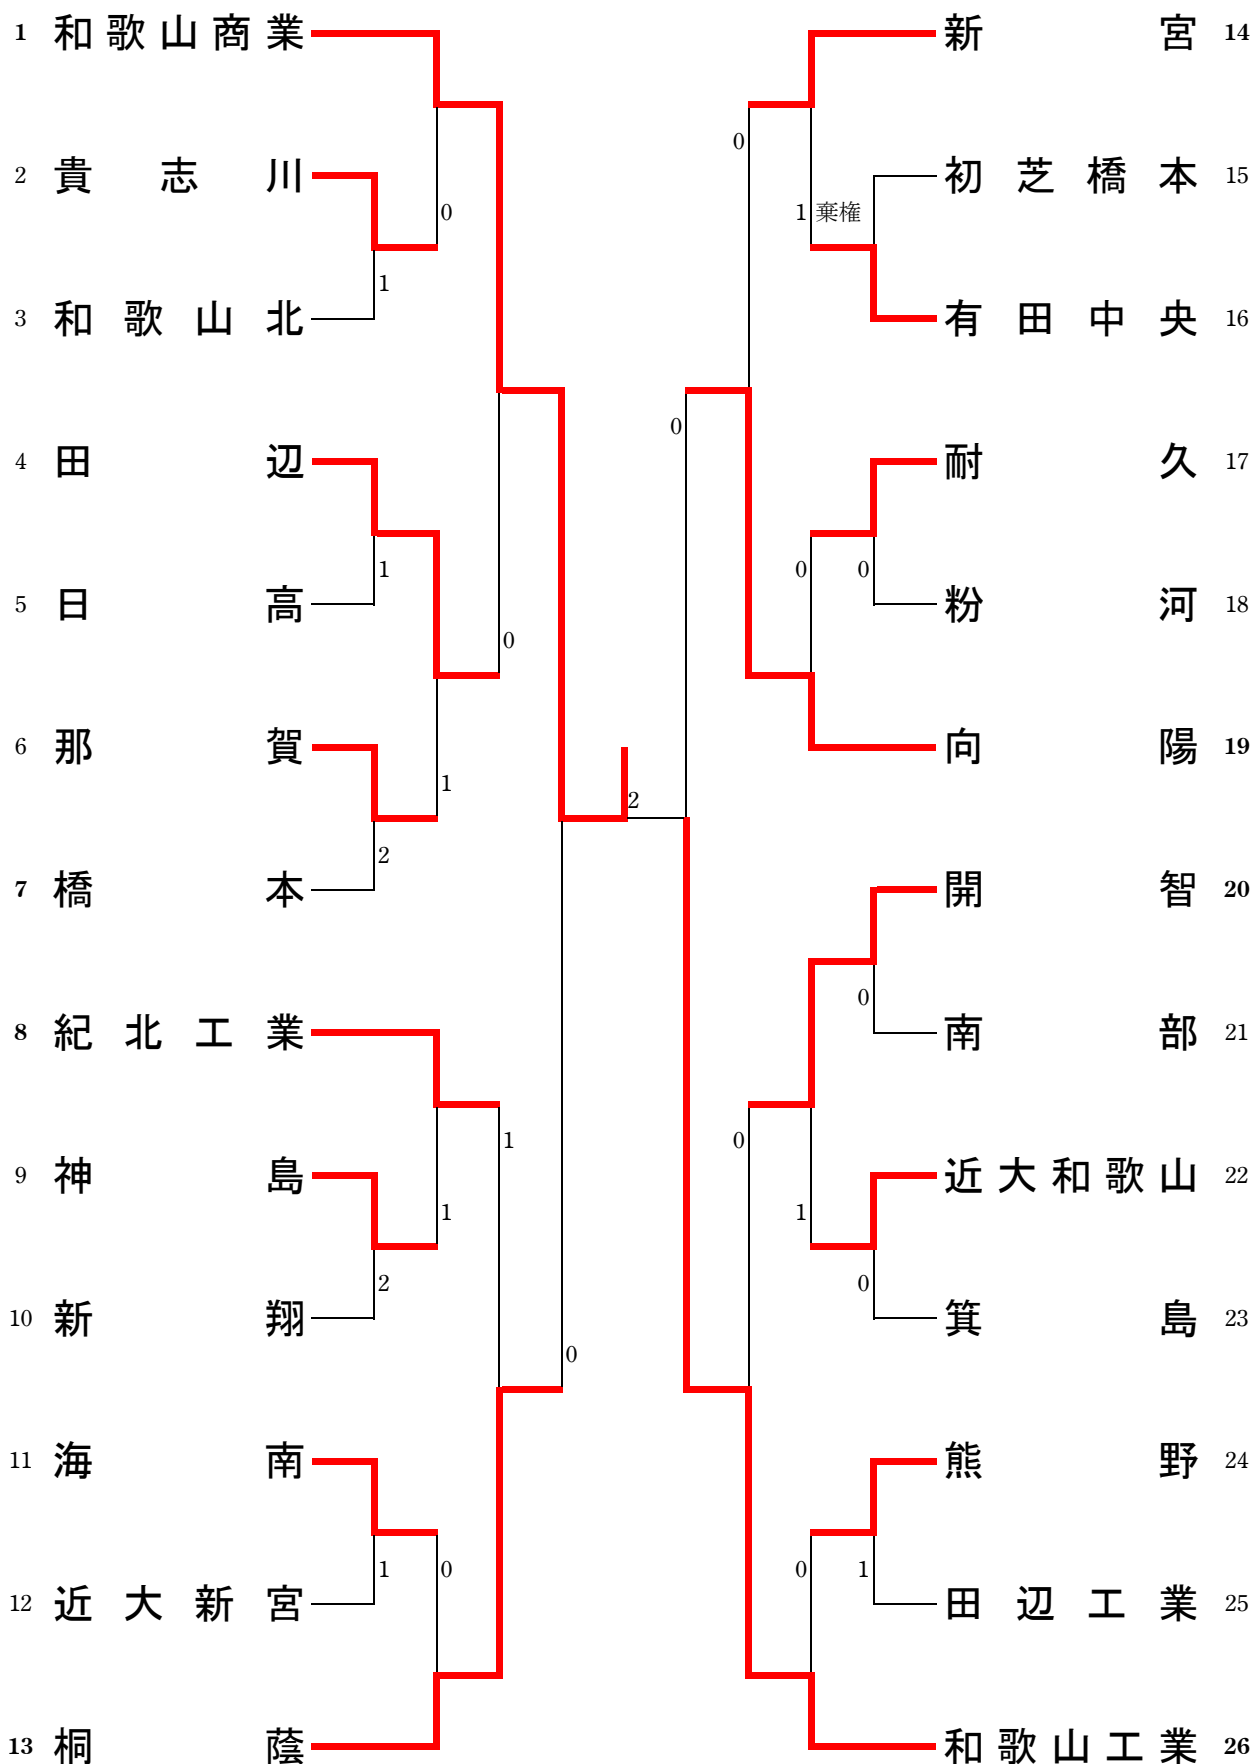 1 和歌山商業
2 貴志川
0
1
3 和歌山北
4 田辺
1
5 日高
0
6 那賀
1
2
7 橋本
8 紀北工業
1
9 神島
1
2
10 新翔
0
11 海南
1 0
12 近大新宮
13 桐蔭
2
新宮 14
0
初芝橋本 15
1 棄権
有田中央 16
0
耐久 17
0 0
粉河 18
向陽 19
開智 20
0
南部 21
0
近大和歌山 22
1
0
箕島 23
熊野 24
0 1
田辺工業 25
和歌山工業 26